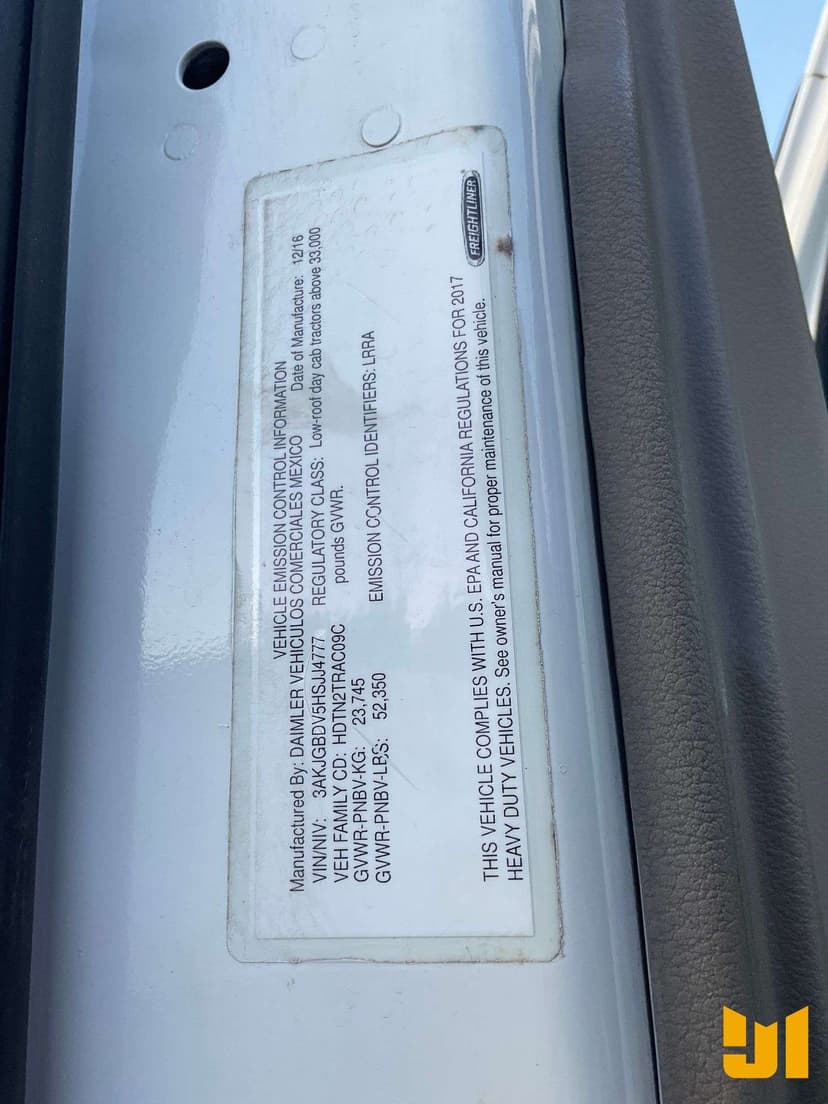 FREIGHTLINER
VEHICLE EMISSION CONTROL INFORMATION
Manufactured By: DAIMLER VEHICULOS COMERCIALES MEXICO Date of Manufacture: 12/16
VIN/NIV: 3AKJGBDV5HSJJ4777 REGULATORY CLASS: Low-roof day cab tractors above 33,000
VEH FAMILY CD: HDTN2TRAC09C pounds GVWR.
GVWR-PNBV-KG: 23,745
GVWR-PNBV-LBS: 52,350 EMISSION CONTROL IDENTIFIERS: LRRA
THIS VEHICLE COMPLIES WITH U.S. EPA AND CALIFORNIA REGULATIONS FOR 2017
HEAVY DUTY VEHICLES. See owner's manual for proper maintenance of this vehicle.